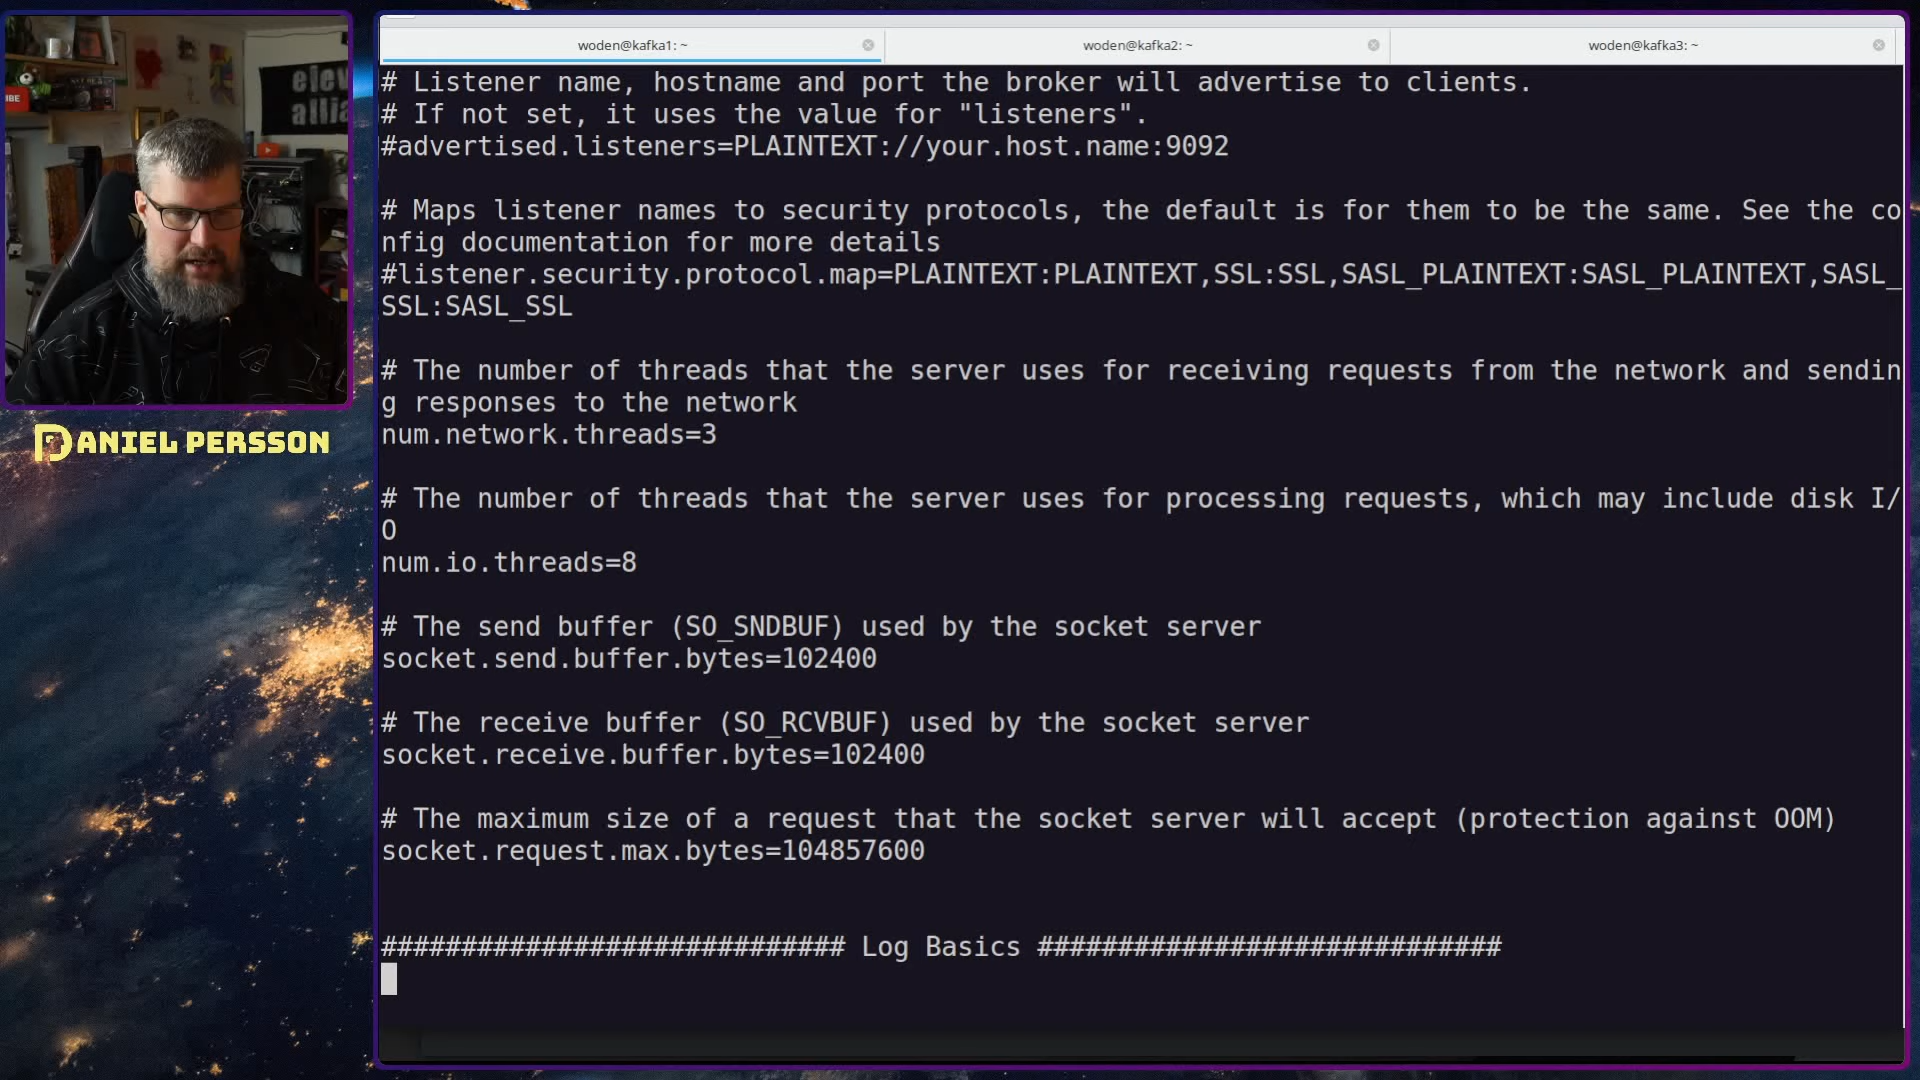 woden@kafka1: ~
woden@kafka2: ~
woden@kafka3: ~
# Listener name, hostname and port the broker will advertise to clients.
# If not set, it uses the value for "listeners".
#advertised.listeners=PLAINTEXT://your.host.name:9092
# Maps listener names to security protocols, the default is for them to be the same. See the co
nfig documentation for more details
#listener.security.protocol.map=PLAINTEXT:PLAINTEXT,SSL:SSL,SASL_PLAINTEXT:SASL_PLAINTEXT,SASL_
SSL:SASL_SSL
# The number of threads that the server uses for receiving requests from the network and sendin
g responses to the network
num.network.threads=3
# The number of threads that the server uses for processing requests, which may include disk I/
O
num.io.threads=8
# The send buffer (SO_SNDBUF) used by the socket server
socket.send.buffer.bytes=102400
# The receive buffer (SO_RCVBUF) used by the socket server
socket.receive.buffer.bytes=102400
# The maximum size of a request that the socket server will accept (protection against OOM)
socket.request.max.bytes=104857600
############################# Log Basics #############################
DANIEL PERSSON